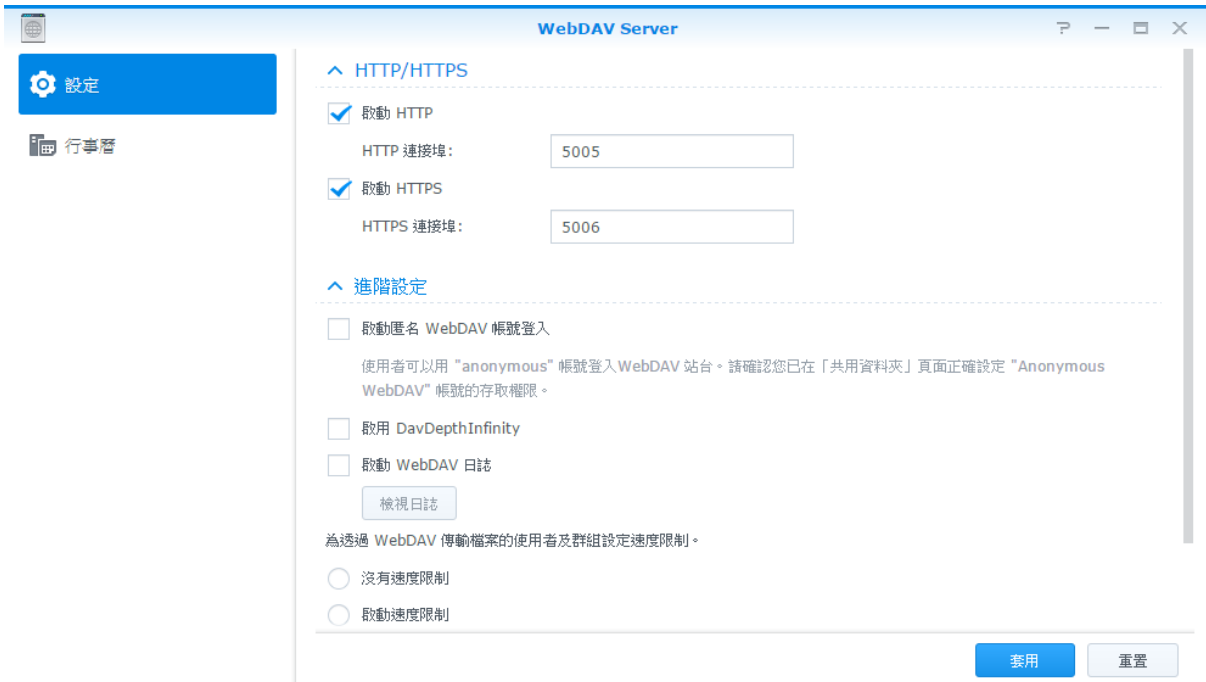 WebDAV Server
設定
行事曆
HTTP/HTTPS
啟動 HTTP
HTTP 連接埠:
5005
啟動 HTTPS
HTTPS 連接埠:
5006
進階設定
啟動匿名 WebDAV 帳號登入
使用者可以用 "anonymous" 帳號登入WebDAV 站台。請確認您已在「共用資料夾」頁面正確設定 "Anonymous
WebDAV" 帳號的存取權限。
啟用 DavDepthInfinity
啟動 WebDAV 日誌
檢視日誌
為透過 WebDAV 傳輸檔案的使用者及群組設定速度限制。
沒有速度限制
啟動速度限制
套用
重置